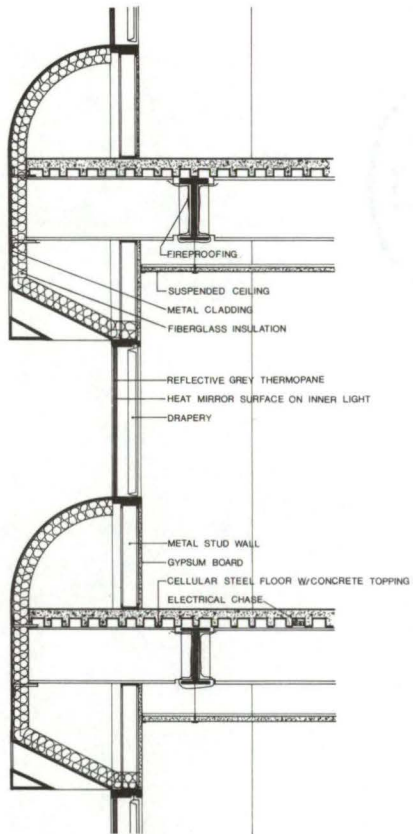 FIREPROOFING
SUSPENDED CEILING
METAL CLADDING
FIBERGLASS INSULATION
REFLECTIVE GREY THERMOPANE
HEAT MIRROR SURFACE ON INNER LIGHT
DRAPERY
METAL STUD WALL
GYPSUM BOARD
CELLULAR STEEL FLOOR W/CONCRETE TOPPING
ELECTRICAL CHASE